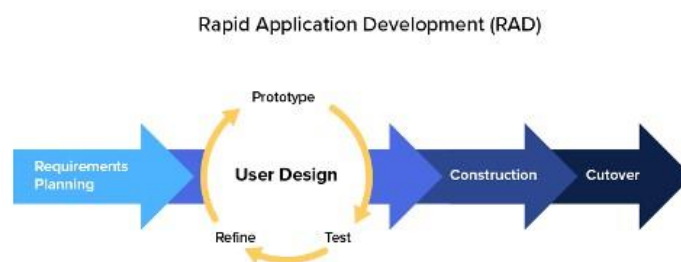 Rapid Application Development (RAD)
Prototype
Requirements
Planning
User Design
Construction
Cutover
Refine
Test